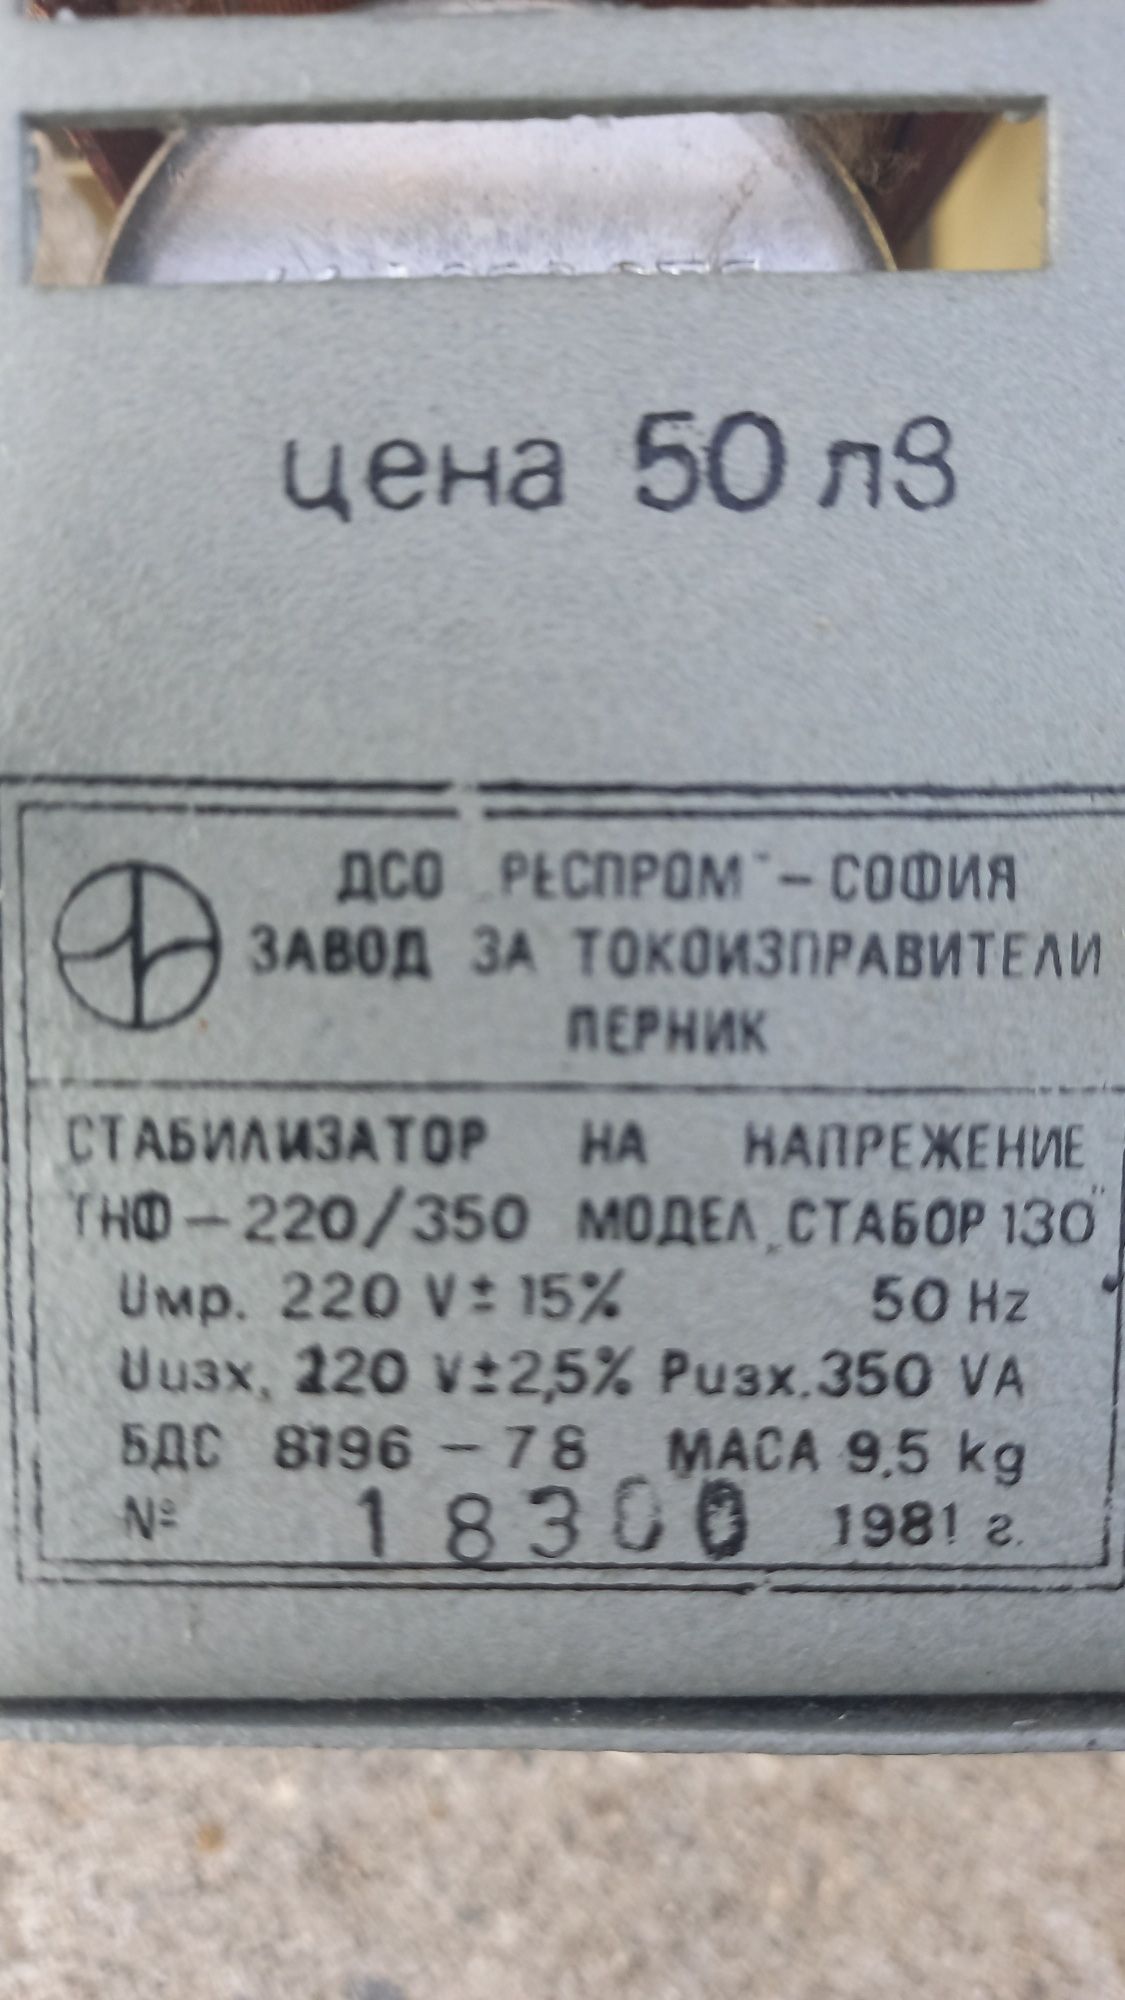 цена 50 лв
ДСО „РЕСПРОМ" – СОФИЯ
ЗАВОД ЗА ТОКОИЗПРАВИТЕЛИ
ПЕРНИК
СТАБИЛИЗАТОР НА НАПРЕЖЕНИЕ
ТНФ – 220/350 МОДЕЛ „СТАБОР 130"
Uмр. 220 V ± 15% 50 Hz
Uизх. 220 V ± 2,5% Pизх. 350 VA
БДС 8196 – 78 МАСА 9.5 kg
№ 18300 1981 г.